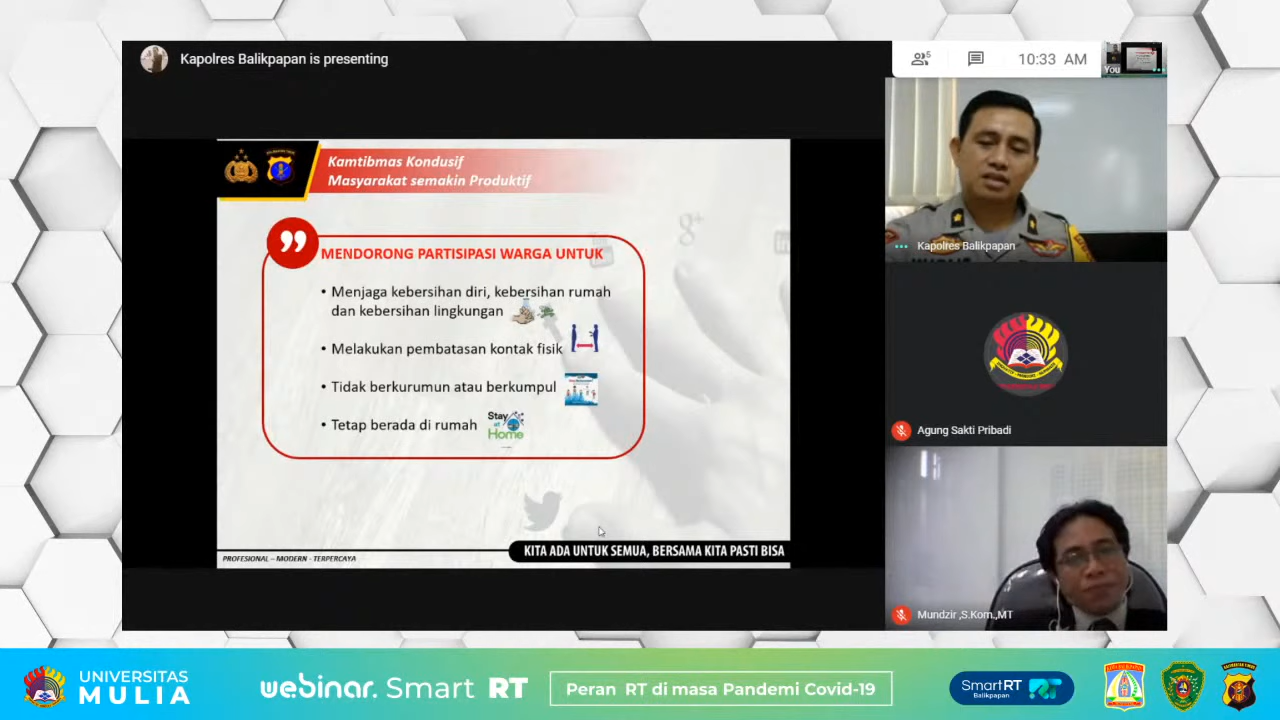 Kapolres Balikpapan is presenting
5
10:33 AM
You
Kamtibmas Kondusif
Masyarakat semakin Produktif
MENDORONG PARTISIPASI WARGA UNTUK
• Menjaga kebersihan diri, kebersihan rumah
dan kebersihan lingkungan
• Melakukan pembatasan kontak fisik
• Tidak berkurumun atau berkumpul
• Tetap berada di rumah
Stay
at
Home
PROFESIONAL – MODERN - TERPERCAYA
KITA ADA UNTUK SEMUA, BERSAMA KITA PASTI BISA
Kapolres Balikpapan
Agung Sakti Pribadi
Mundzir ,S.Kom.,MT
UNIVERSITAS
MULIA
webinar. Smart RT
Peran RT di masa Pandemi Covid-19
SmartRT
Balikpapan
RT